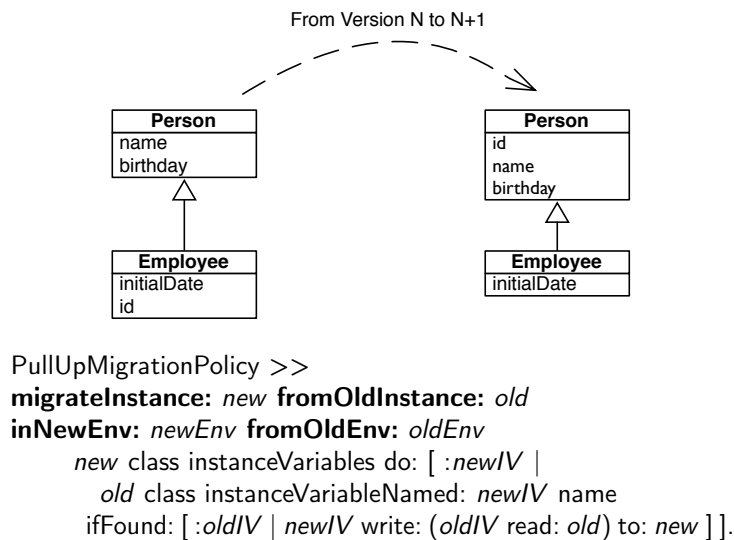 From Version N to N+1
Person
name
birthday
Employee
initialDate
id
Person
id
name
birthday
Employee
initialDate
PullUpMigrationPolicy >>
migrateInstance: new fromOldInstance: old
inNewEnv: newEnv fromOldEnv: oldEnv
new class instanceVariables do: [ :newIV |
old class instanceVariableNamed: newIV name
ifFound: [ :oldIV | newIV write: (oldIV read: old) to: new ] ].